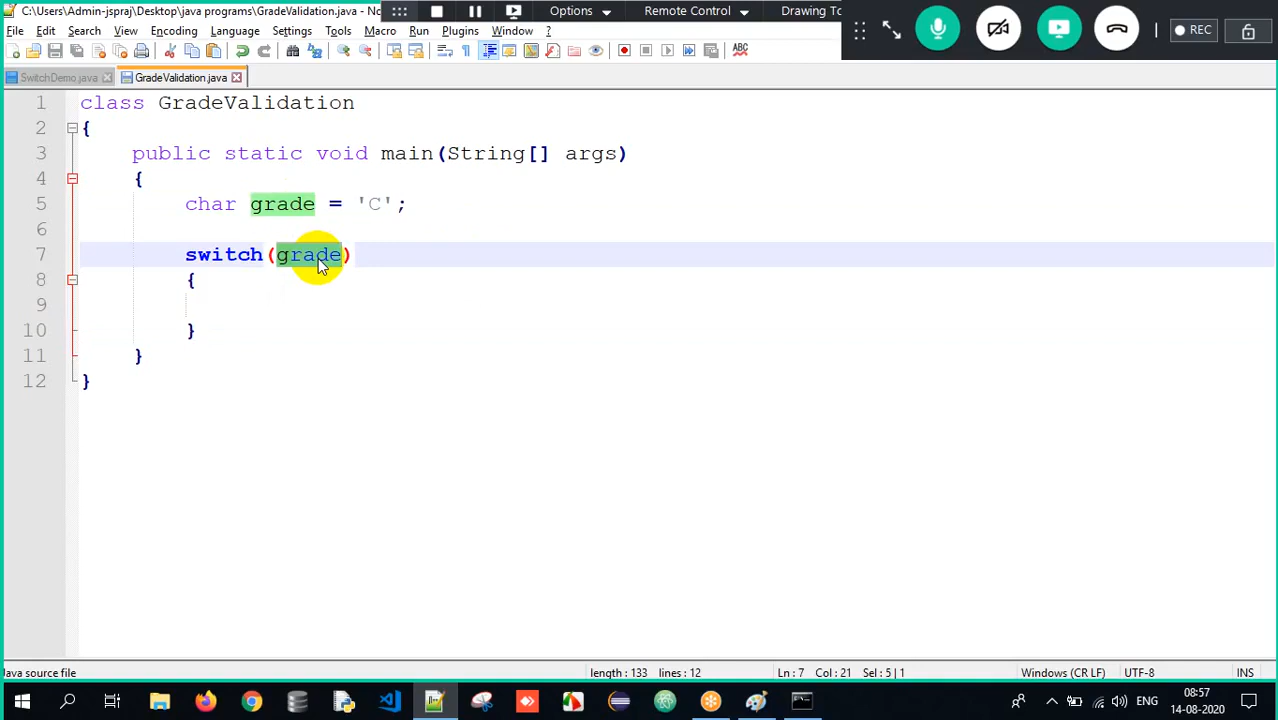 C:\Users\Admin-jspraj\Desktop\java programs\GradeValidation.java - No
Options
Remote Control
Drawing To
REC
File Edit Search View Encoding Language Settings Tools Macro Run Plugins Window ?
ABC
SwitchDemo.java
GradeValidation.java
1 class GradeValidation
2 {
3 public static void main(String[] args)
4 {
5 char grade = 'C';
6
7 switch(grade)
8 {
9
10 }
11 }
12 }
Java source file
length : 133 lines : 12
Ln : 7 Col : 21 Sel : 5 | 1
Windows (CR LF)
UTF-8
INS
ENG
08:57
14-08-2020